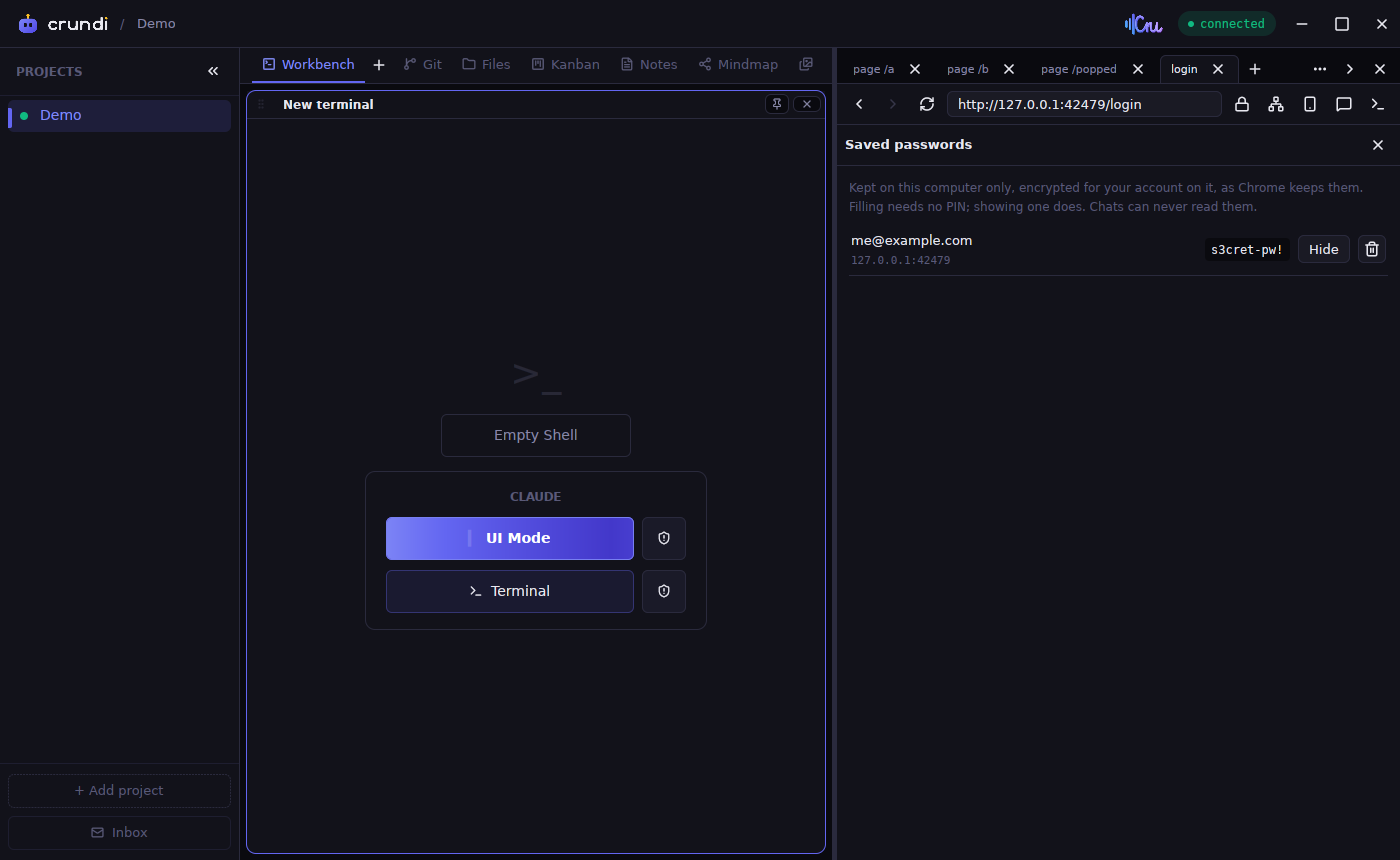 crundi / Demo
Cru
connected
PROJECTS
Demo
+ Add project
Inbox
Workbench
Git
Files
Kanban
Notes
Mindmap
New terminal
>_
Empty Shell
CLAUDE
UI Mode
Terminal
page /a
page /b
page /popped
login
http://127.0.0.1:42479/login
Saved passwords
Kept on this computer only, encrypted for your account on it, as Chrome keeps them.
Filling needs no PIN; showing one does. Chats can never read them.
me@example.com
s3cret-pw!
Hide
127.0.0.1:42479